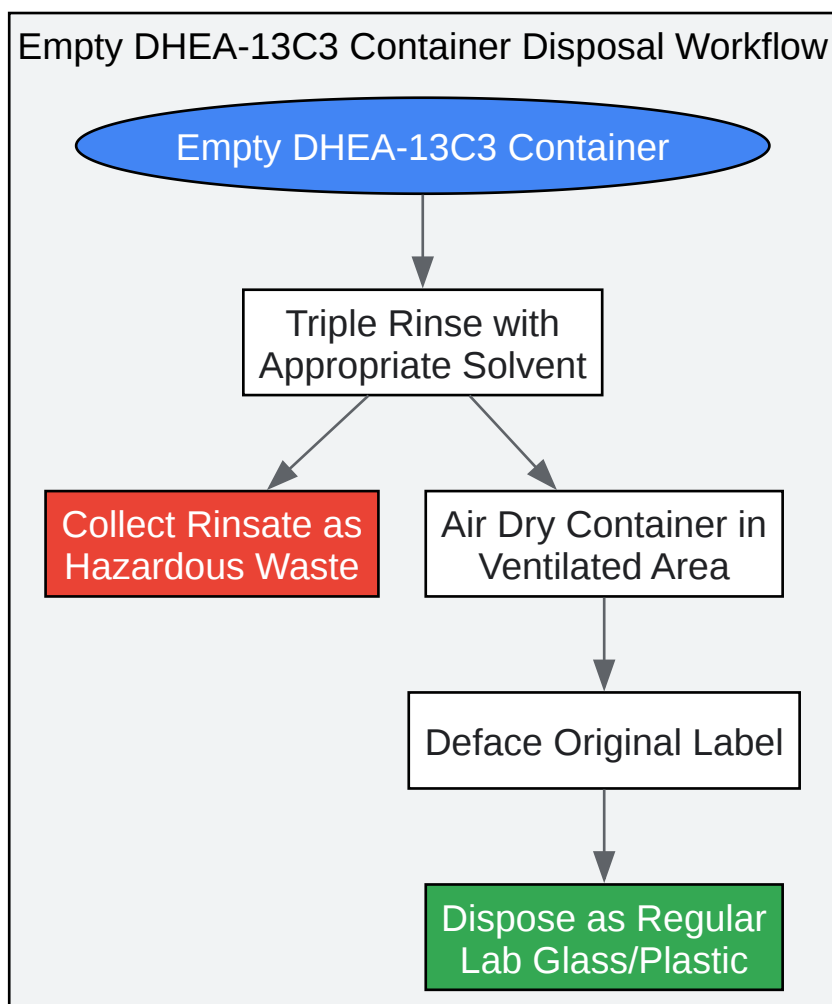 Empty DHEA-13C3 Container Disposal Workflow
Empty DHEA-13C3 Container
Triple Rinse with
Appropriate Solvent
Collect Rinsate as
Hazardous Waste
Air Dry Container in
Ventilated Area
Deface Original Label
Dispose as Regular
Lab Glass/Plastic